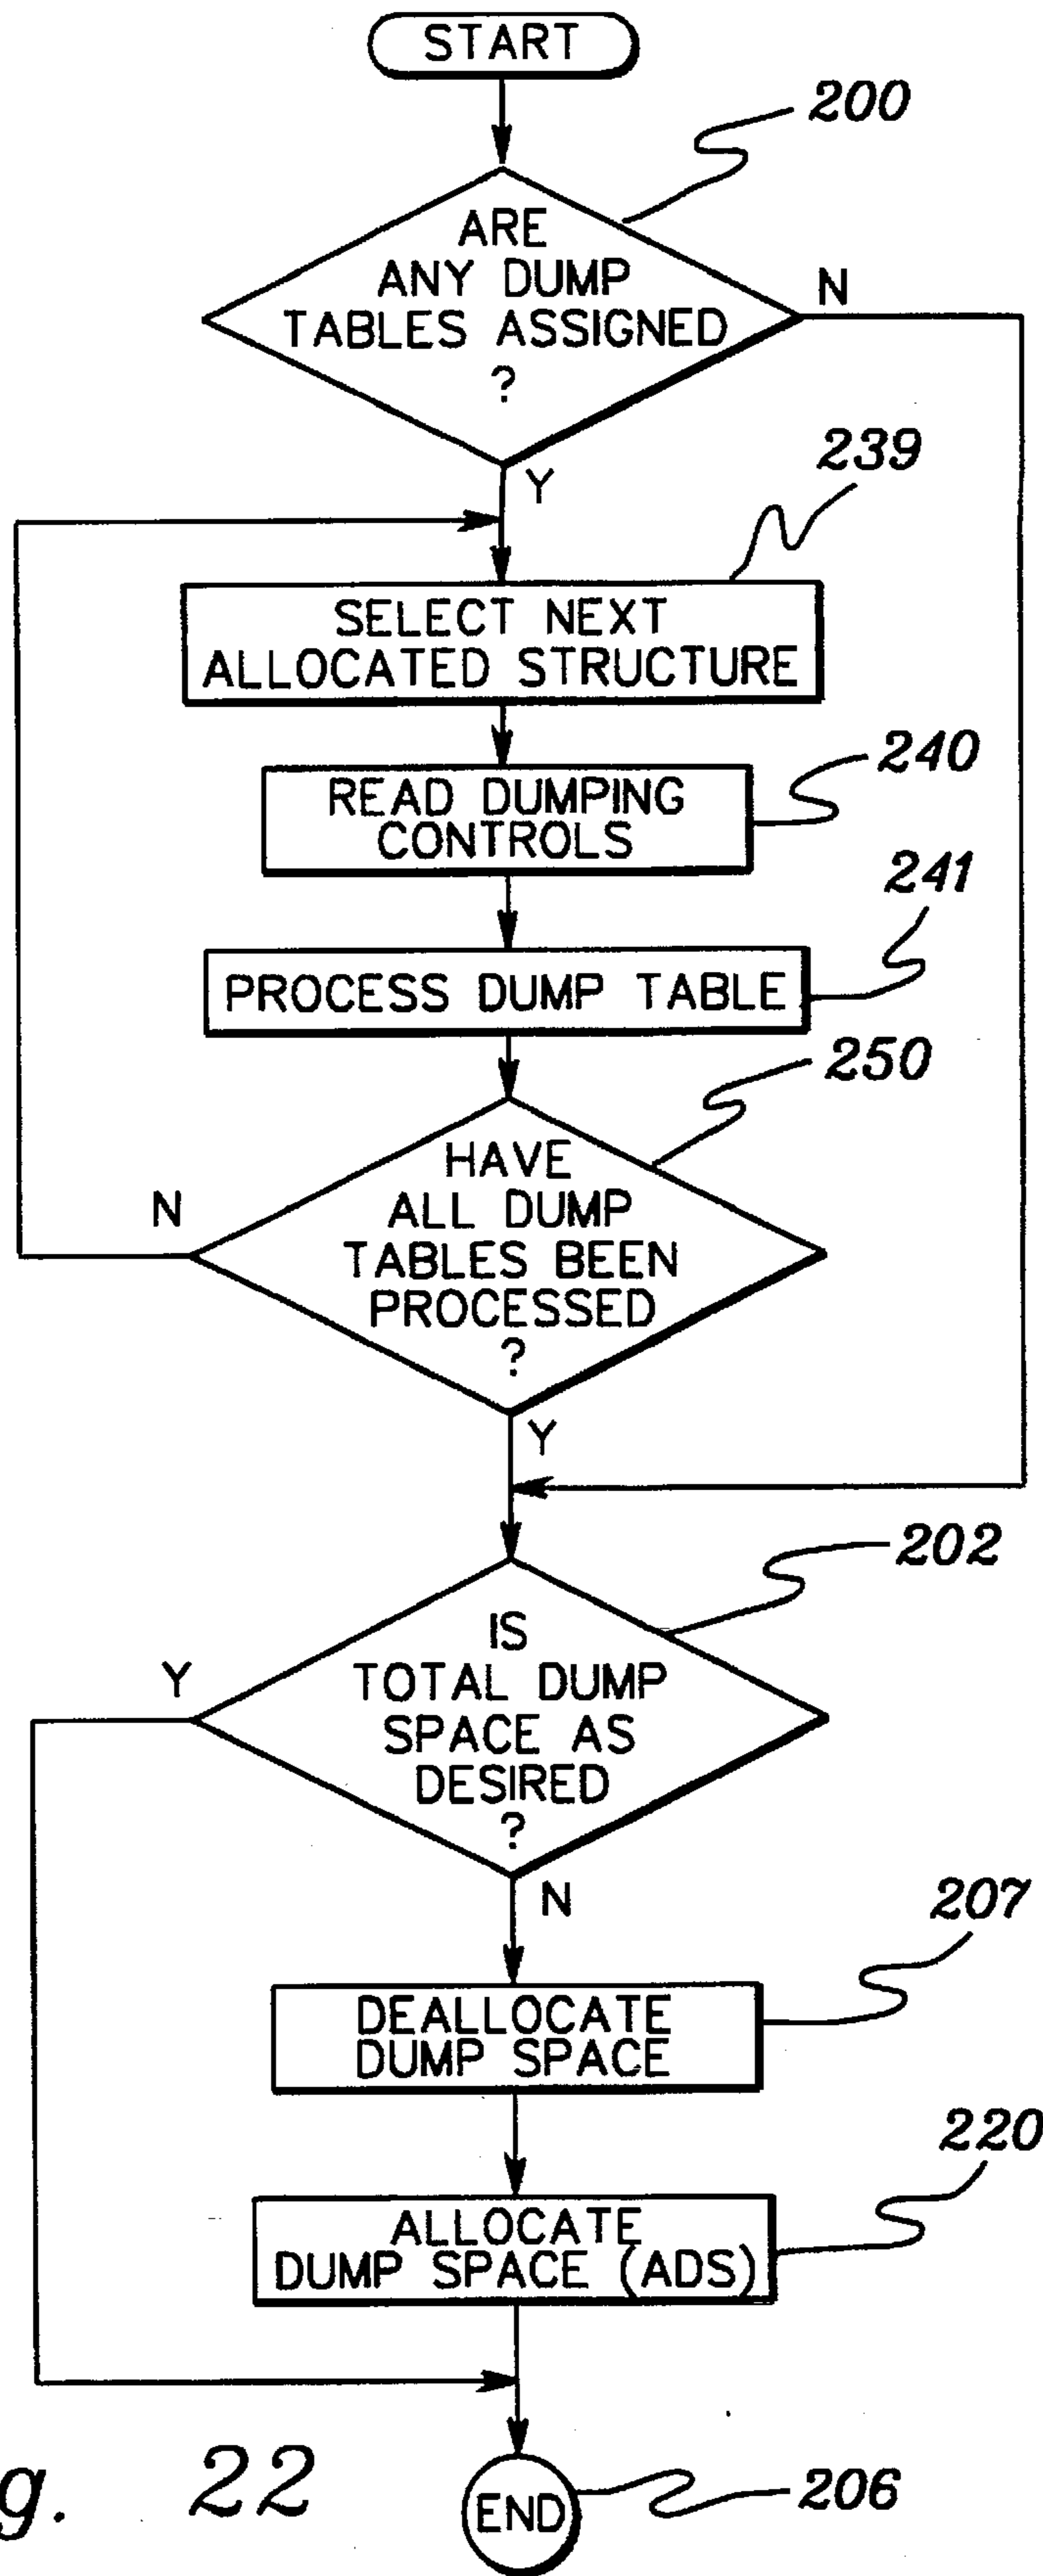 START
200
ARE
ANY DUMP
TABLES ASSIGNED
?
N
Y
239
SELECT NEXT
ALLOCATED STRUCTURE
240
READ DUMPING
CONTROLS
241
PROCESS DUMP TABLE
250
HAVE
ALL DUMP
TABLES BEEN
PROCESSED
?
N
Y
202
IS
TOTAL DUMP
SPACE AS
DESIRED
?
Y
N
207
DEALLOCATE
DUMP SPACE
220
ALLOCATE
DUMP SPACE (ADS)
END
206
g. 22